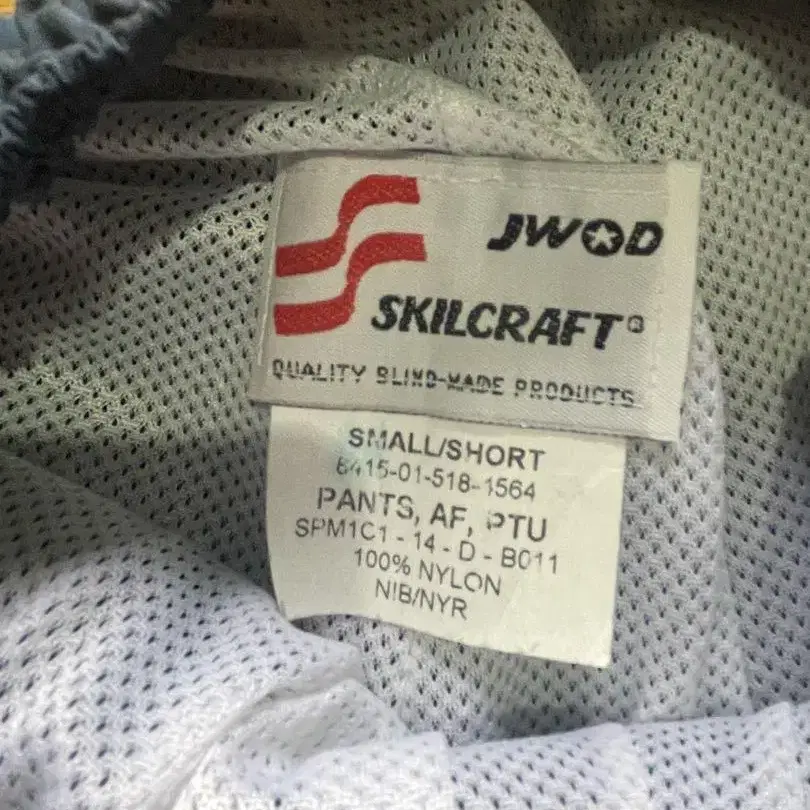 JWOD
SKILCRAFT®
QUALITY BLIND-MADE PRODUCTS
SMALL/SHORT
8415-01-518-1564
PANTS, AF, PTU
SPM1C1 - 14 - D - B011
100% NYLON
NIB/NYR